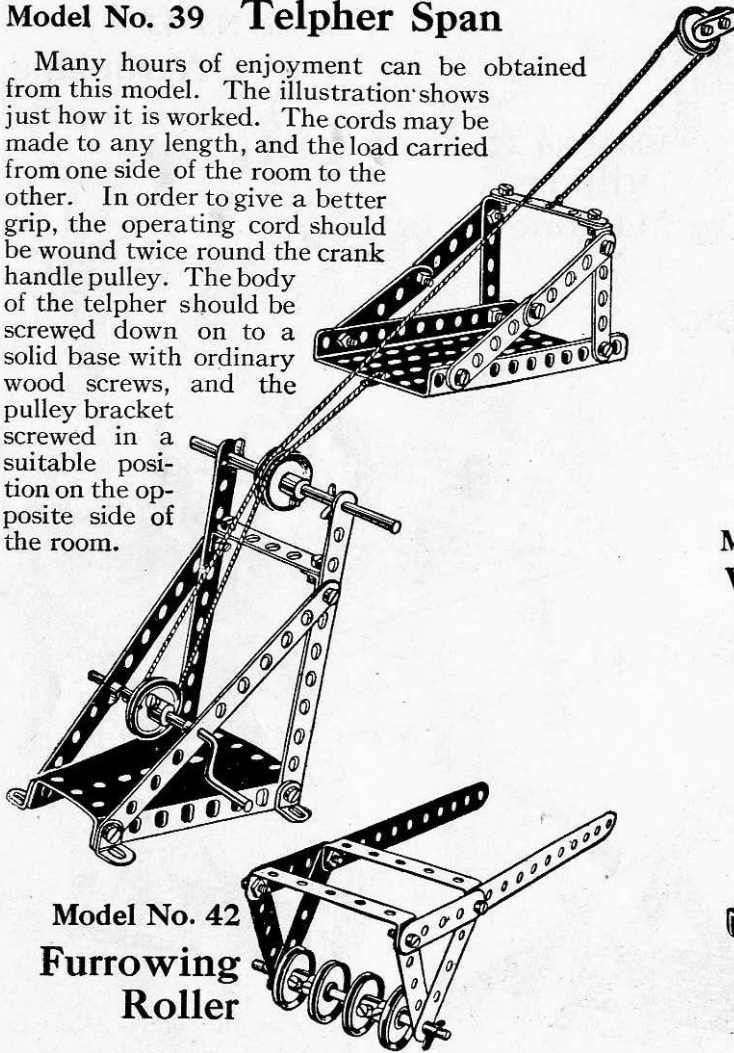 Model No. 39 Telpher Span
Many hours of enjoyment can be obtained
from this model. The illustration shows
just how it is worked. The cords may be
made to any length, and the load carried
from one side of the room to the
other. In order to give a better
grip, the operating cord should
be wound twice round the crank
handle pulley. The body
of the telpher should be
screwed down on to a
solid base with ordinary
wood screws, and the
pulley bracket
screwed in a
suitable posi-
tion on the op-
posite side of
the room.
Model No. 42
Furrowing
Roller